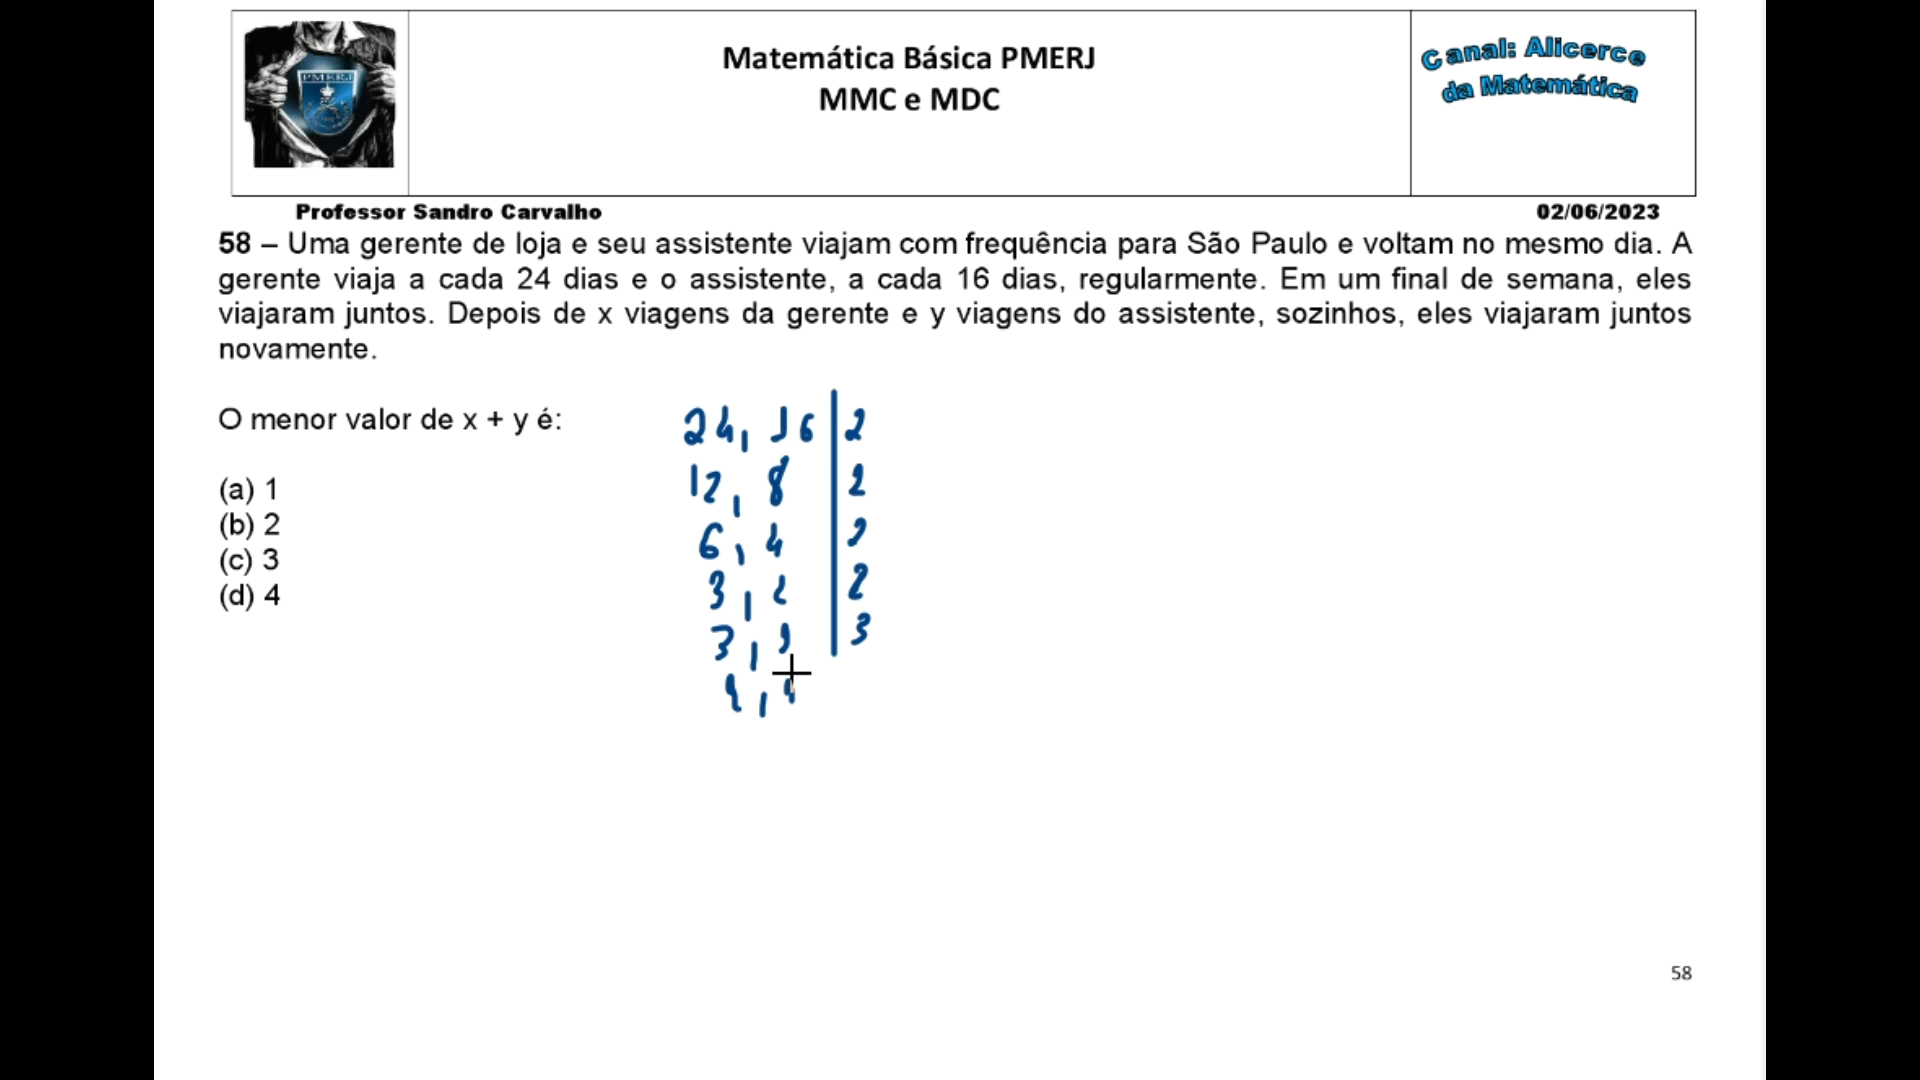 PMERJ
Matemática Básica PMERJ
MMC e MDC
Canal: Alicerce
da Matemática
Professor Sandro Carvalho
02/06/2023
58 – Uma gerente de loja e seu assistente viajam com frequência para São Paulo e voltam no mesmo dia. A
gerente viaja a cada 24 dias e o assistente, a cada 16 dias, regularmente. Em um final de semana, eles
viajaram juntos. Depois de x viagens da gerente e y viagens do assistente, sozinhos, eles viajaram juntos
novamente.
O menor valor de x + y é:
(a) 1
(b) 2
(c) 3
(d) 4
24, 16 | 2
12, 8 | 2
6, 4 | 2
3, 2 | 2
3, 1 | 3
1, 1
58